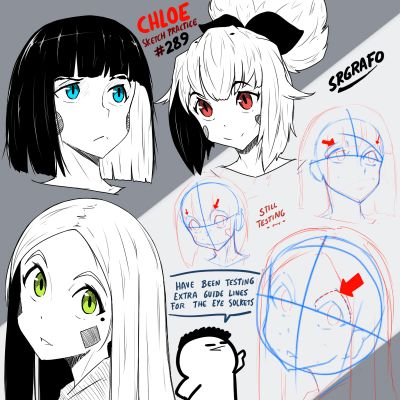 CHLOE
SKETCH PRACTICE
#289
SRGRAFO
STILL
TESTING
HAVE BEEN TESTING
EXTRA GUIDE LINES
FOR THE EYE SOCKETS